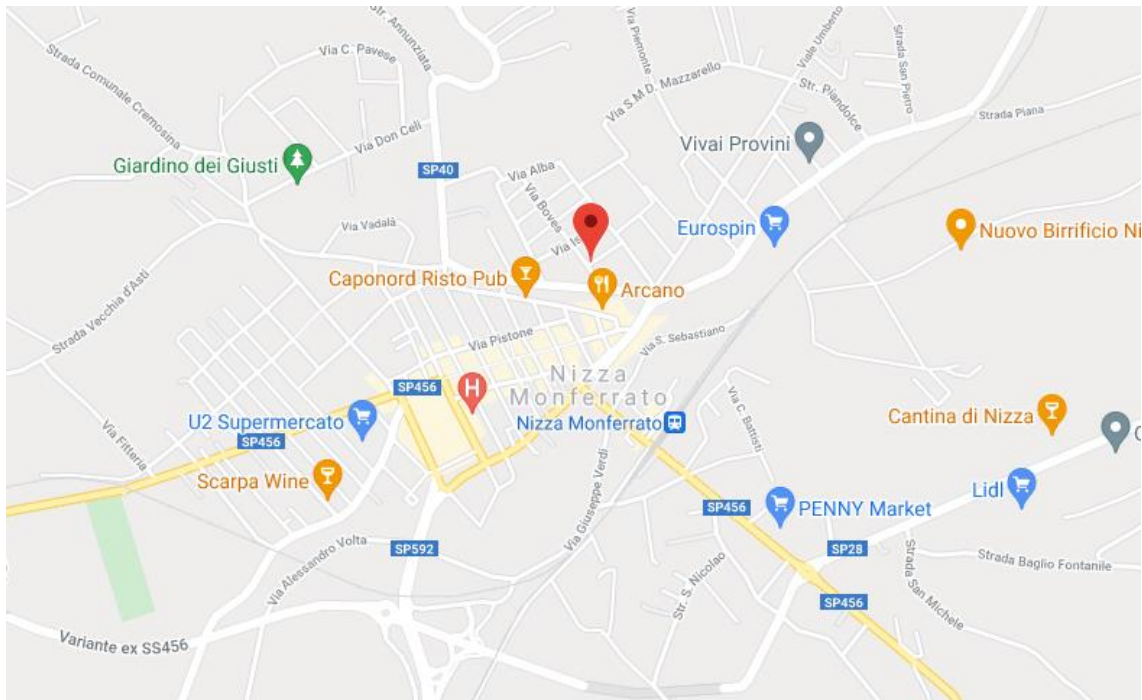 Str. Annunziata
Via C. Pavese
Strada Comunale Cremosina
Via Piemonte
Viale Umberto
Strada San Pietro
Via S.M.D. Mazzarello
Str. Piandolce
Strada Piana
Via Don Celi
Vivai Provini
Giardino dei Giusti
SP40
Via Alba
Via Bovea
Via Vadalà
Via Is
Eurospin
Nuovo Birrificio Ni
Caponord Risto Pub
Arcano
Strada Vecchia d'Asti
Via Pistone
Via S. Sebastiano
Nizza
Monferrato
SP456
H
U2 Supermercato
Nizza Monferrato
Via C. Battisti
Cantina di Nizza
C
SP456
Via Fitteria
Scarpa Wine
Via Giuseppe Verdi
Lidl
SP456
PENNY Market
SP592
SP28
Via Alessandro Volta
Str. S. Nicolao
Strada Baglio Fontanile
Strada San Michele
SP456
Variante ex SS456